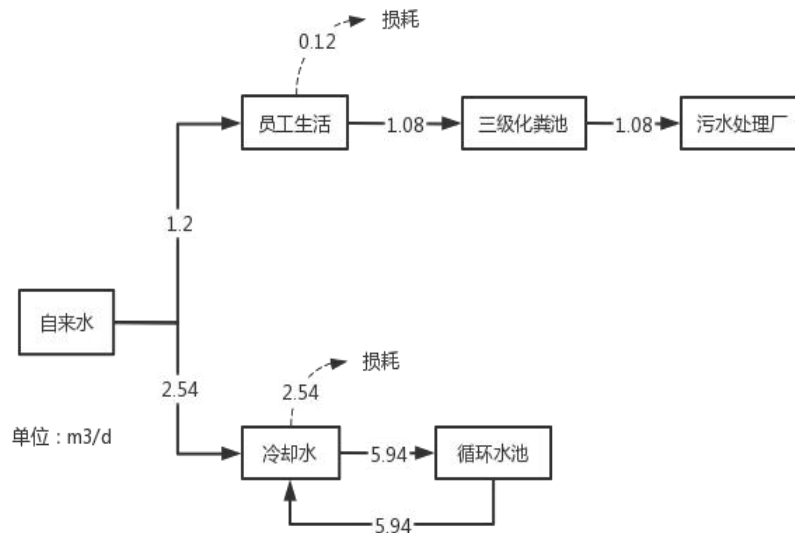 损耗
0.12
员工生活
1.08
三级化粪池
1.08
污水处理厂
1.2
自来水
2.54
损耗
2.54
单位：m3/d
冷却水
5.94
循环水池
5.94